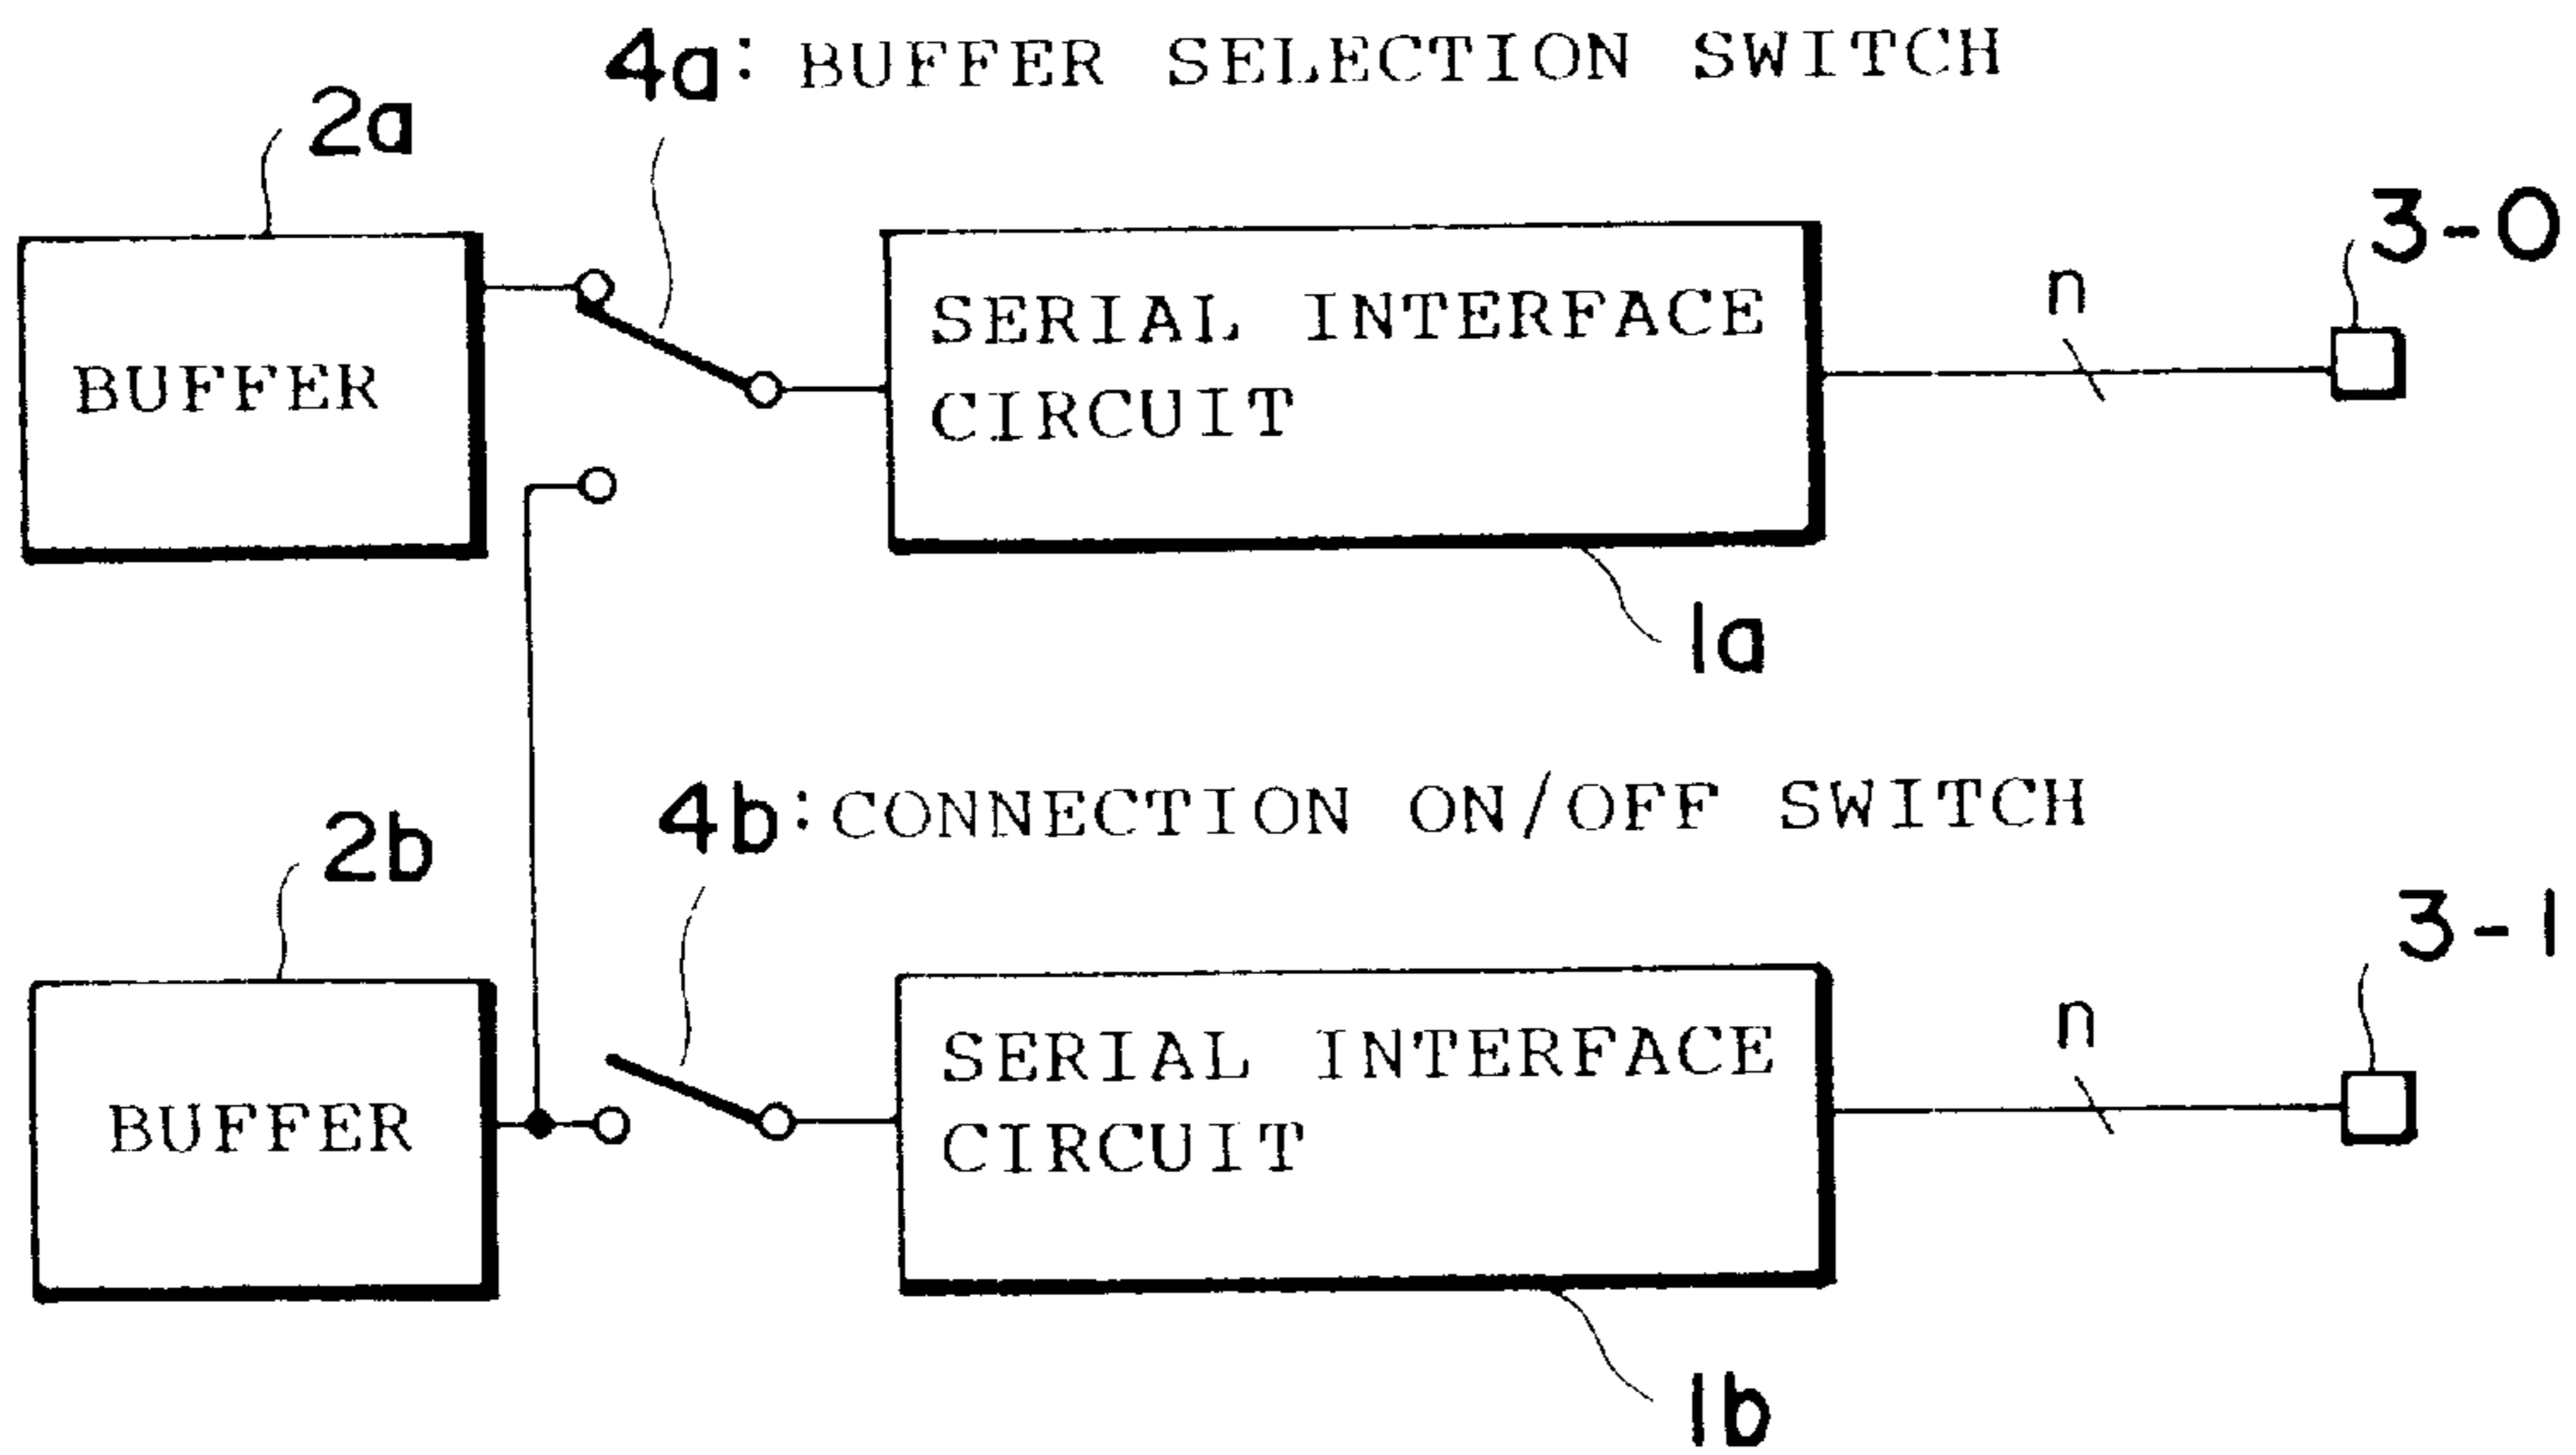 4a: BUFFER SELECTION SWITCH
2a
3-0
n
BUFFER
SERIAL INTERFACE
CIRCUIT
1a
4b: CONNECTION ON/OFF SWITCH
2b
3-1
n
BUFFER
SERIAL INTERFACE
CIRCUIT
1b